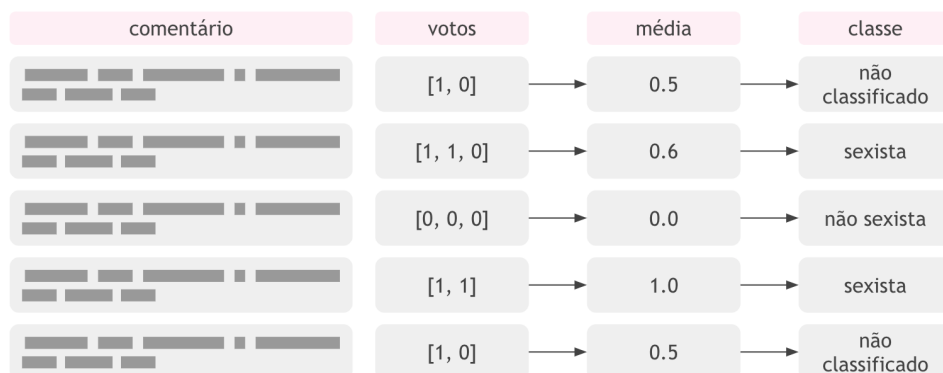 comentário votos média classe
[1, 0] 0.5 não
classificado
[1, 1, 0] 0.6 sexista
[0, 0, 0] 0.0 não sexista
[1, 1] 1.0 sexista
[1, 0] 0.5 não
classificado